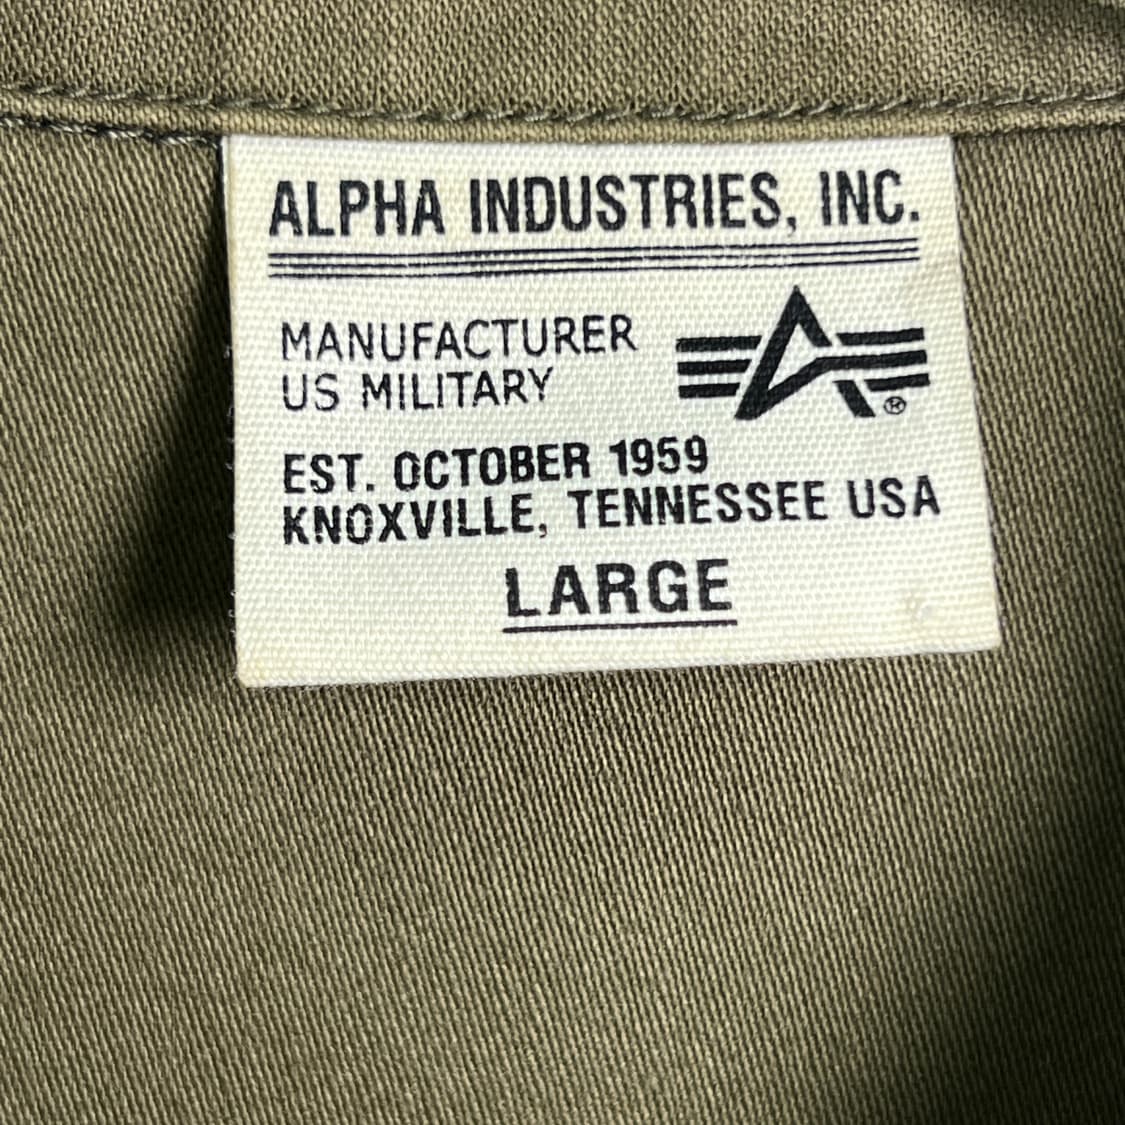 ALPHA INDUSTRIES, INC.
MANUFACTURER
US MILITARY
®
EST. OCTOBER 1959
KNOXVILLE, TENNESSEE USA
LARGE